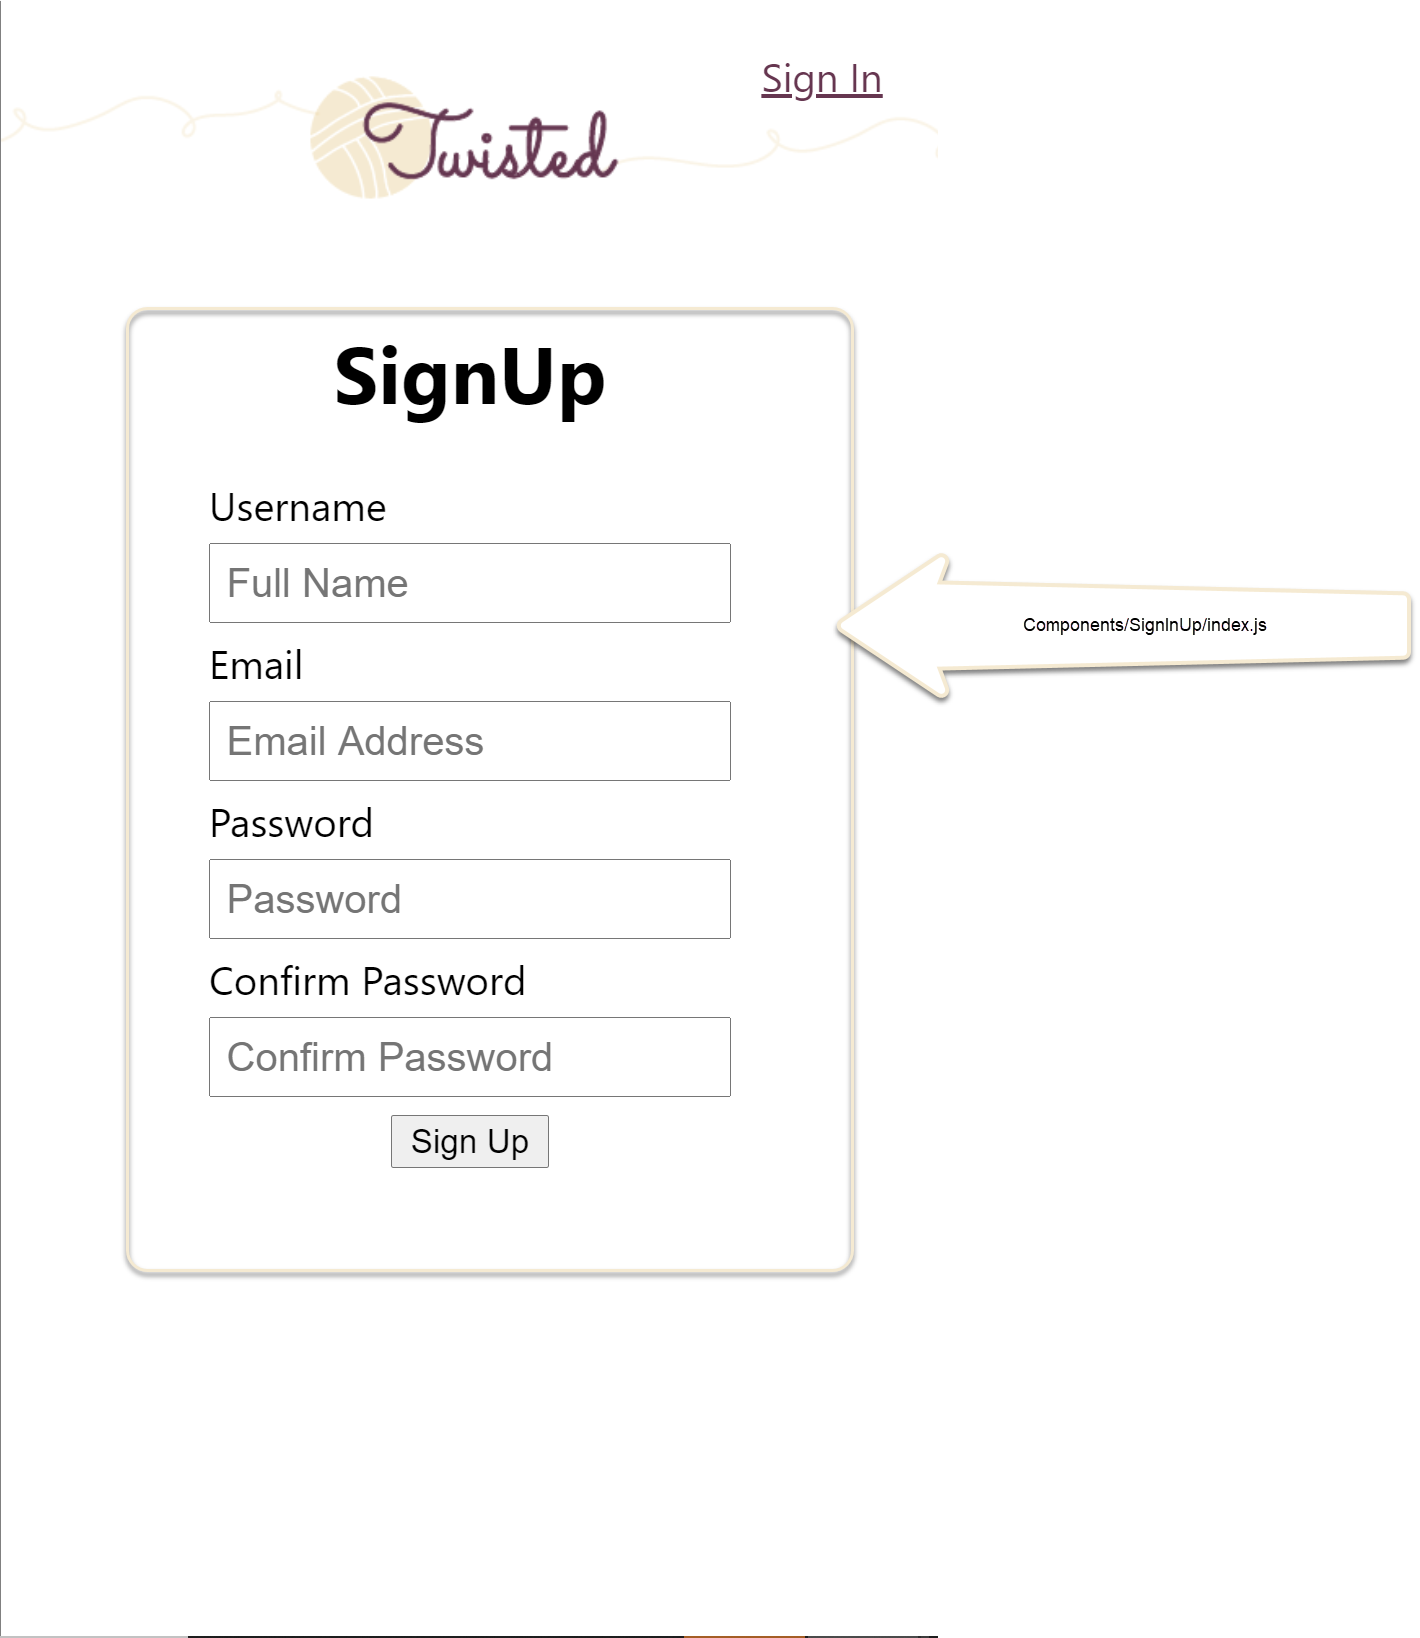 Sign In
Twisted
SignUp
Username
Full Name
Components/SignInUp/index.js
Email
Email Address
Password
Password
Confirm Password
Confirm Password
Sign Up